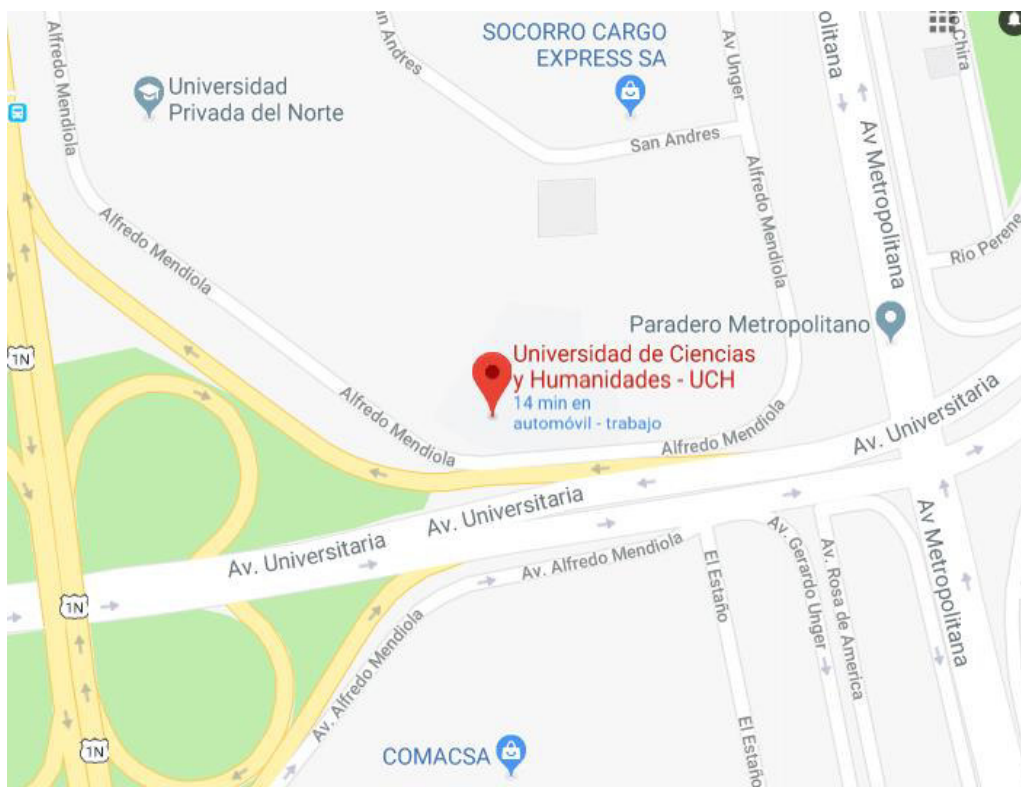 SOCORRO CARGO
EXPRESS SA
Av Unger
Alfredo Mendiola
Andres
Universidad
Privada del Norte
San Andres
Av Metropolitana
Alfredo Mendiola
Alfredo Mendiola
Rio Perene
Paradero Metropolitano
1N
Universidad de Ciencias
y Humanidades - UCH
14 min en
automóvil - trabajo
Alfredo Mendiola
Alfredo Mendiola
Av. Universitaria
Av. Universitaria
Av. Universitaria
Av. Alfredo Mendiola
El Estaño
Av. Gerardo Unger
Av. Rosa de America
Av Metropolitana
1N
Av. Alfredo Mendiola
El Estaño
1N
COMACSA